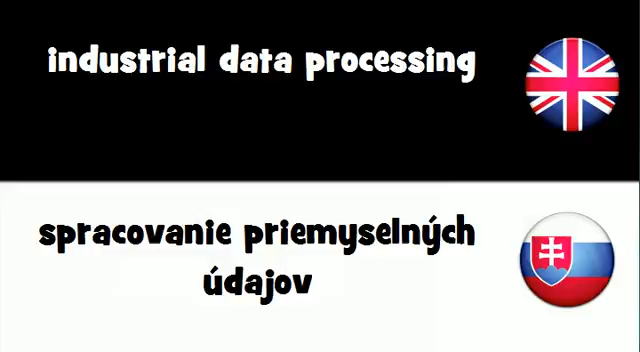 industrial data processing
spracovanie priemyselných
údajov